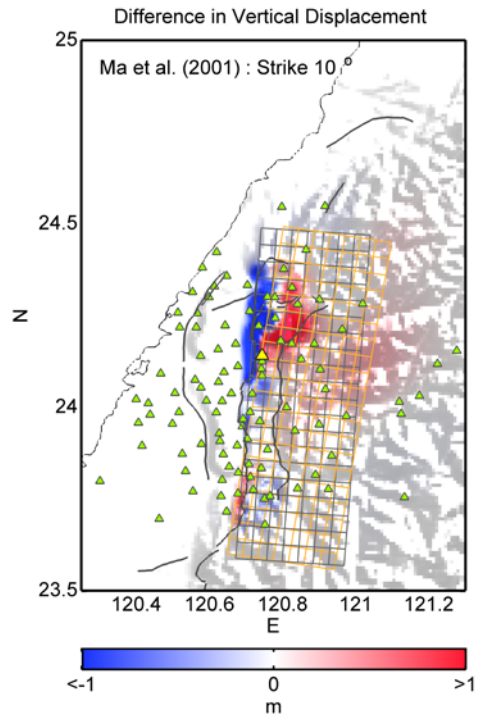 Difference in Vertical Displacement
25
Ma et al. (2001) : Strike 10 °
24.5
N
24
23.5
120.4 120.6 120.8 121 121.2
E
<-1 0 >1
m